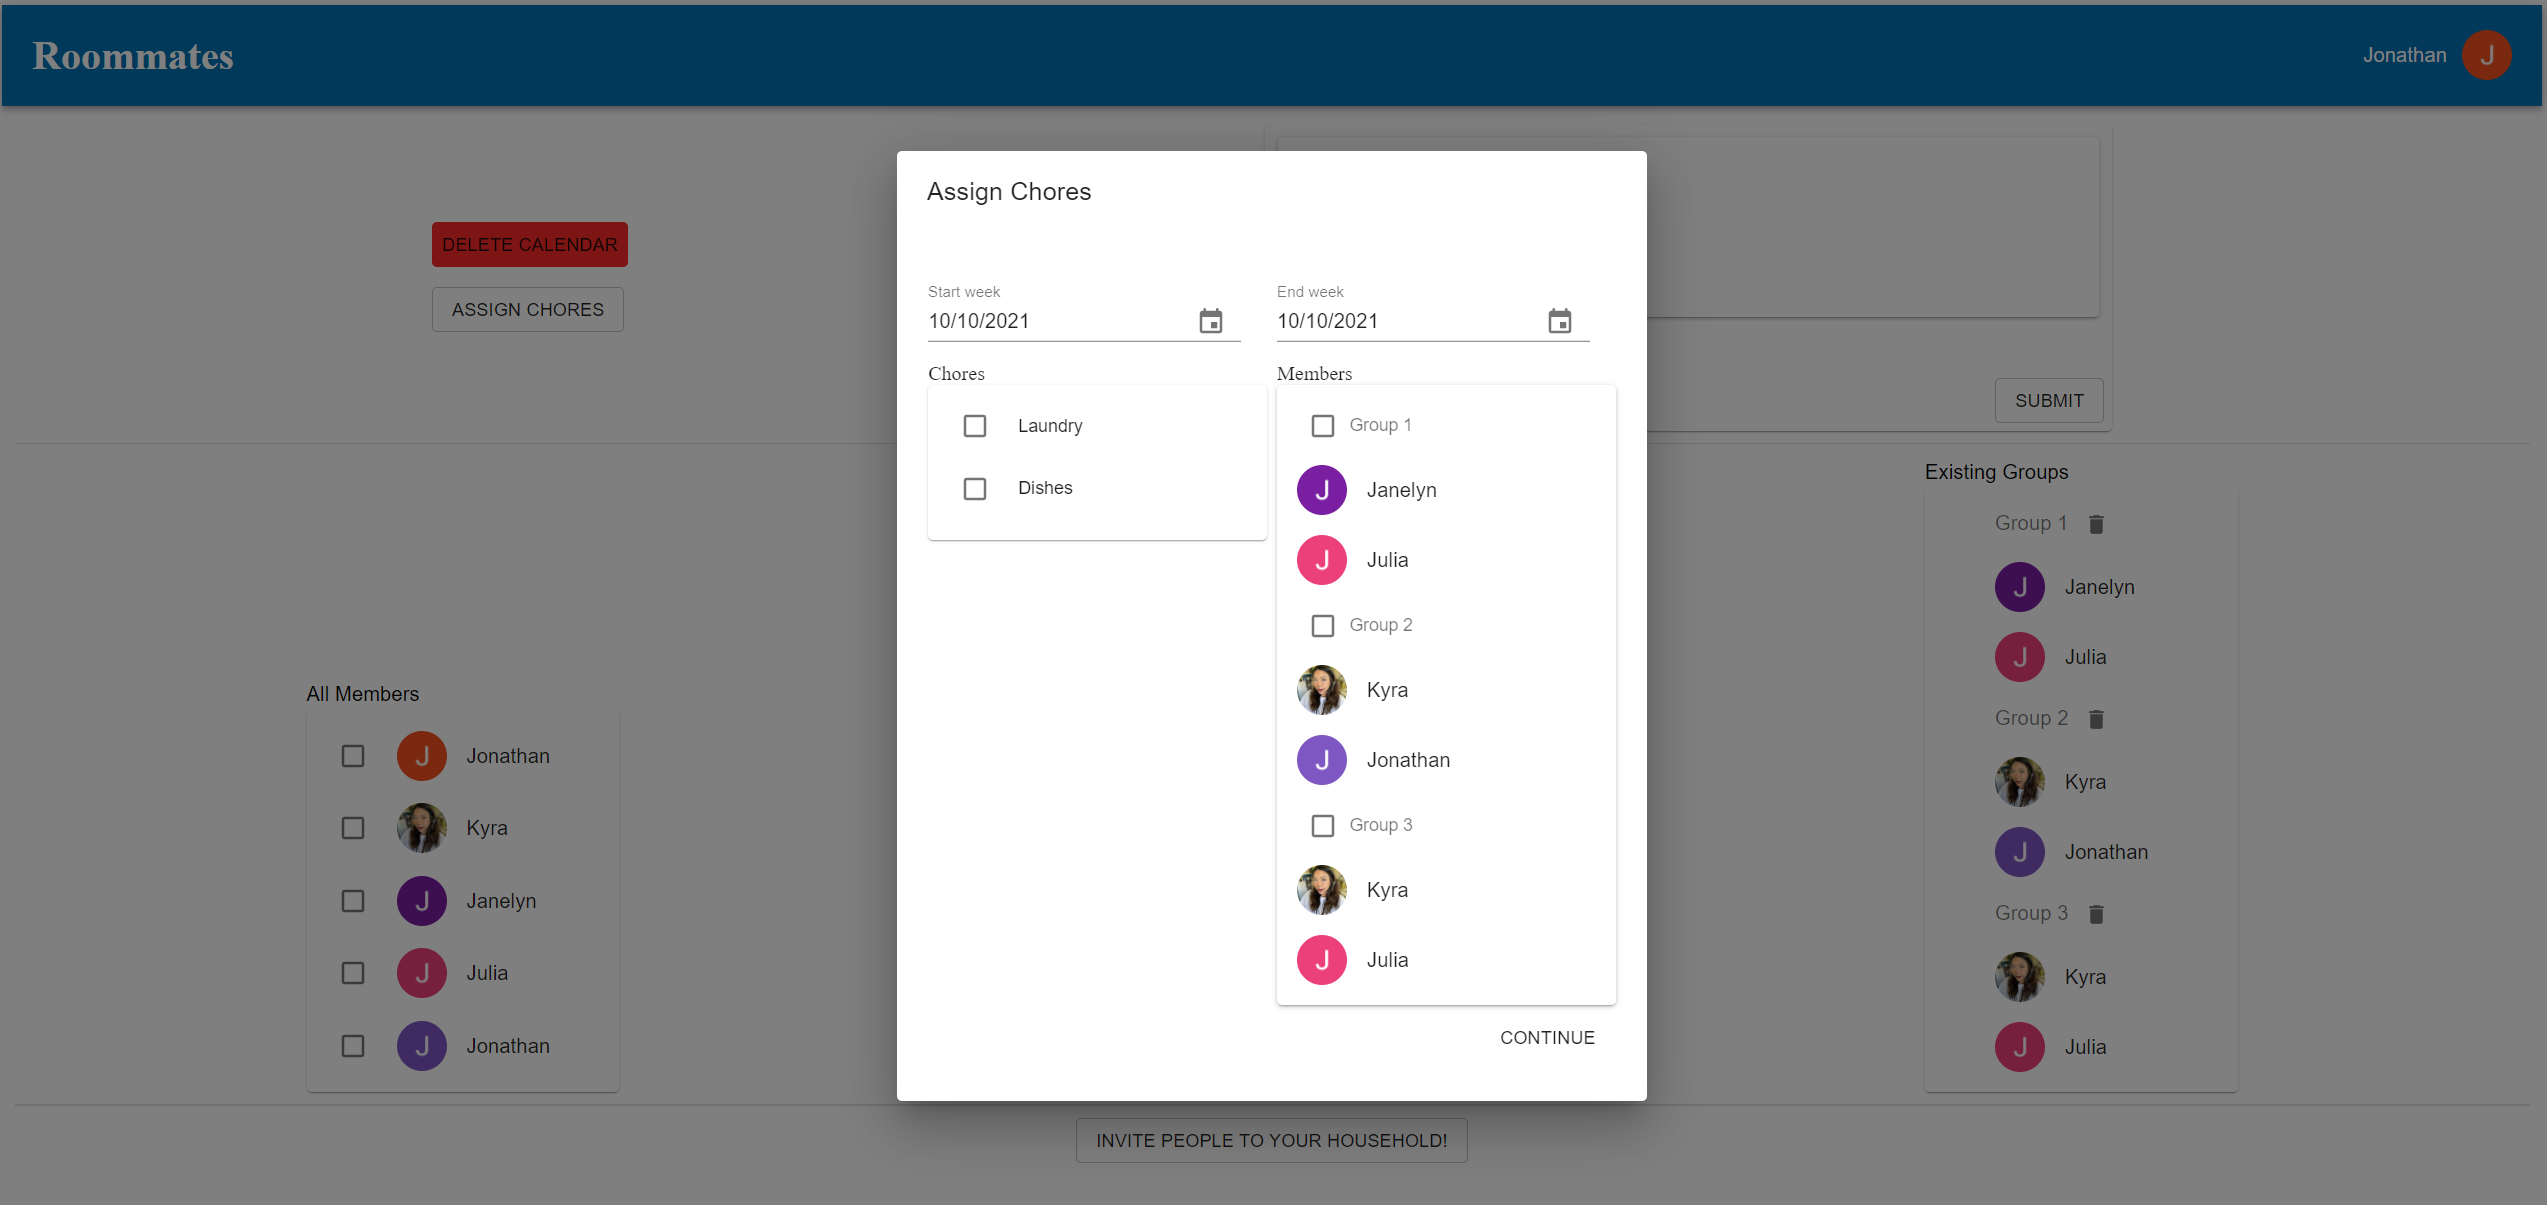 Roommates
Jonathan
J
DELETE CALENDAR
ASSIGN CHORES
SUBMIT
Assign Chores
Start week
10/10/2021
End week
10/10/2021
Chores
Laundry
Dishes
Members
Group 1
J Janelyn
J Julia
Group 2
Kyra
J Jonathan
Group 3
Kyra
J Julia
CONTINUE
All Members
J Jonathan
Kyra
J Janelyn
J Julia
J Jonathan
Existing Groups
Group 1
J Janelyn
J Julia
Group 2
Kyra
J Jonathan
Group 3
Kyra
J Julia
INVITE PEOPLE TO YOUR HOUSEHOLD!